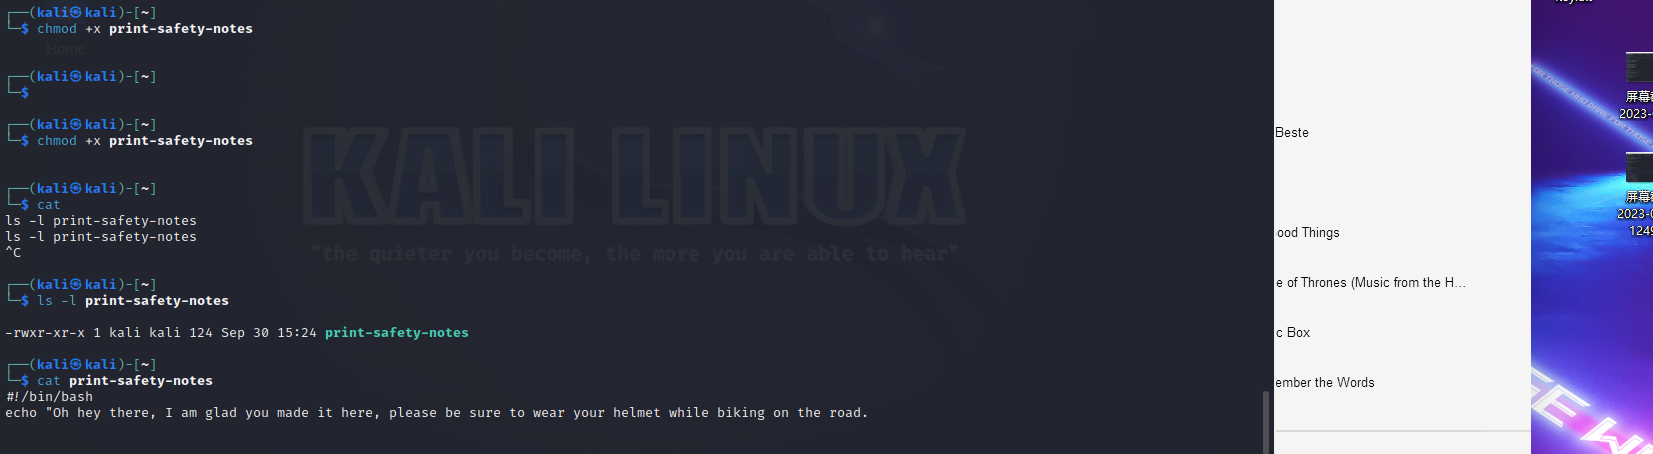 ┌──(kali㉿kali)-[~]
└─$ chmod +x print-safety-notes
Home
┌──(kali㉿kali)-[~]
└─$
┌──(kali㉿kali)-[~]
└─$ chmod +x print-safety-notes
KALI LINUX
"the quieter you become, the more you are able to hear"
┌──(kali㉿kali)-[~]
└─$ cat
ls -l print-safety-notes
ls -l print-safety-notes
^C
┌──(kali㉿kali)-[~]
└─$ ls -l print-safety-notes
-rwxr-xr-x 1 kali kali 124 Sep 30 15:24 print-safety-notes
┌──(kali㉿kali)-[~]
└─$ cat print-safety-notes
#!/bin/bash
echo "Oh hey there, I am glad you made it here, please be sure to wear your helmet while biking on the road.
Beste
ood Things
e of Thrones (Music from the H...
c Box
ember the Words
屏幕
2023-
屏幕
2023-0
1249